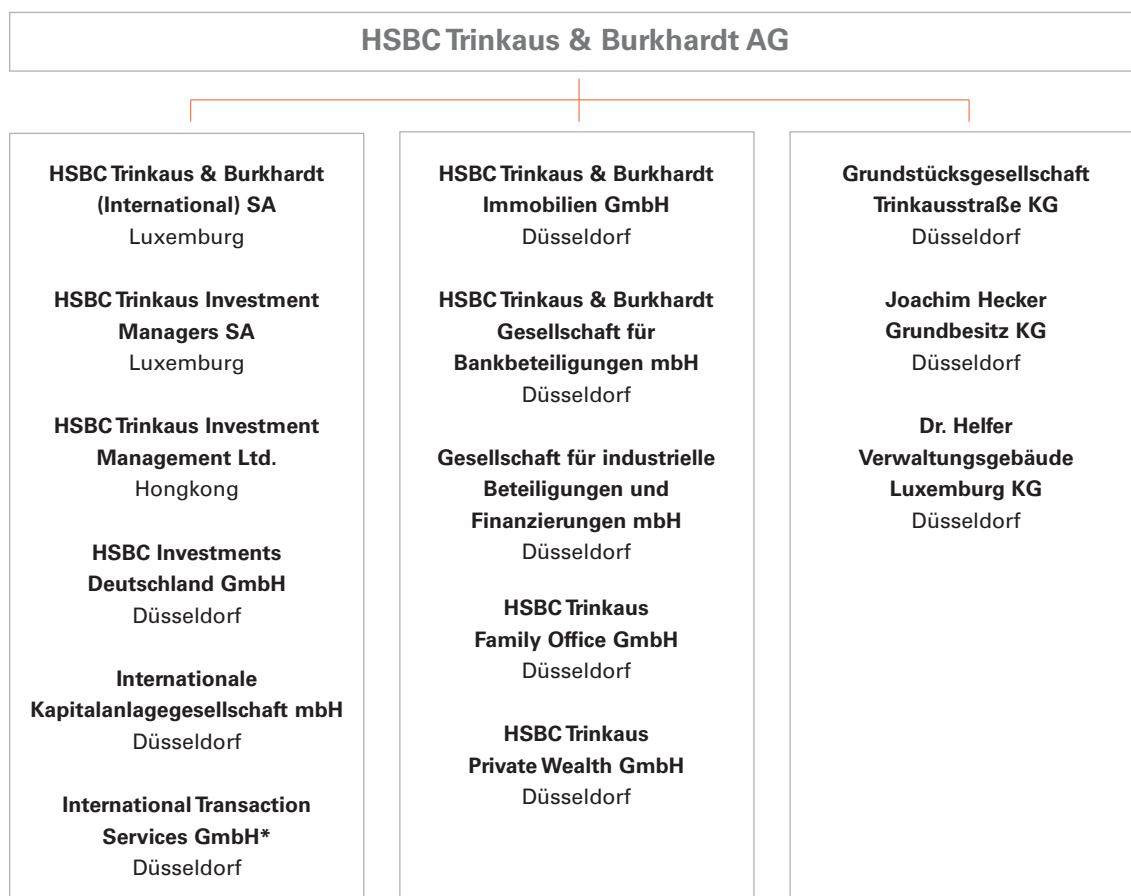 HSBC Trinkaus & Burkhardt AG
HSBC Trinkaus & Burkhardt
(International) SA
Luxemburg
HSBC Trinkaus Investment
Managers SA
Luxemburg
HSBC Trinkaus Investment
Management Ltd.
Hongkong
HSBC Investments
Deutschland GmbH
Düsseldorf
Internationale
Kapitalanlagegesellschaft mbH
Düsseldorf
International Transaction
Services GmbH*
Düsseldorf
HSBC Trinkaus & Burkhardt
Immobilien GmbH
Düsseldorf
HSBC Trinkaus & Burkhardt
Gesellschaft für
Bankbeteiligungen mbH
Düsseldorf
Gesellschaft für industrielle
Beteiligungen und
Finanzierungen mbH
Düsseldorf
HSBC Trinkaus
Family Office GmbH
Düsseldorf
HSBC Trinkaus
Private Wealth GmbH
Düsseldorf
Grundstücksgesellschaft
Trinkausstraße KG
Düsseldorf
Joachim Hecker
Grundbesitz KG
Düsseldorf
Dr. Helfer
Verwaltungsgebäude
Luxemburg KG
Düsseldorf